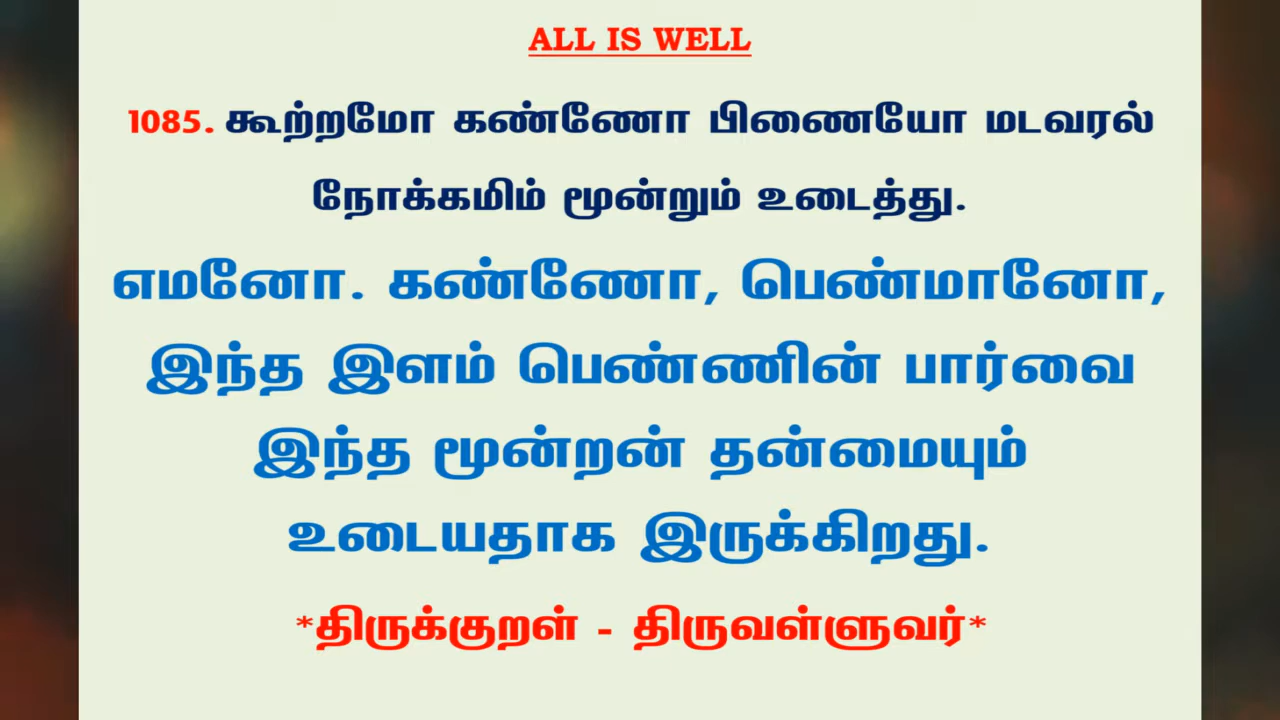 ALL IS WELL
1085. கூற்றமோ கண்ணோ பிணையோ மடவரல்
நோக்கமிம் மூன்றும் உடைத்து.
எமனோ. கண்ணோ, பெண்மானோ,
இந்த இளம் பெண்ணின் பார்வை
இந்த மூன்றன் தன்மையும்
உடையதாக இருக்கிறது.
*திருக்குறள் - திருவள்ளுவர்*